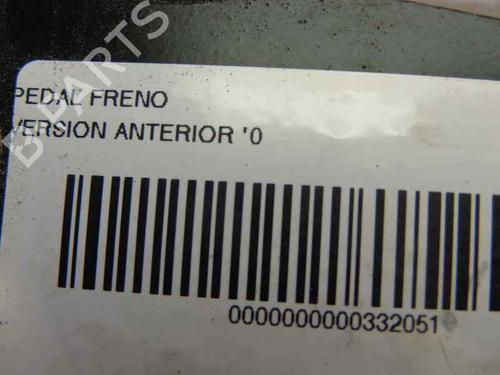 PEDAL FRENO
VERSION ANTERIOR '0
0000000000332051
B-PARTS